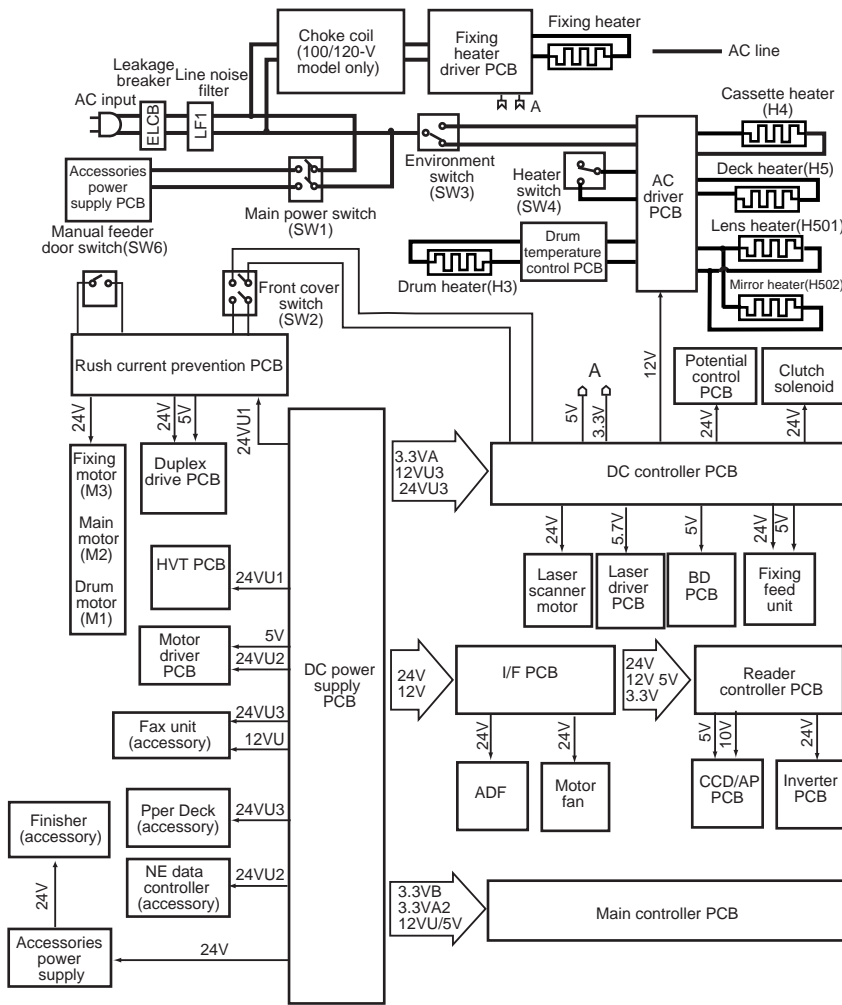 Choke coil
(100/120-V
model only)
Fixing
heater
driver PCB
Fixing heater
AC line
A
Leakage
breaker
Line noise
filter
AC input
ELCB
LF1
Cassette heater
(H4)
Accessories
power
supply PCB
Main power switch
(SW1)
Environment
switch
(SW3)
Heater
switch
(SW4)
AC
driver
PCB
Deck heater(H5)
Lens heater(H501)
Mirror heater(H502)
Manual feeder
door switch(SW6)
Front cover
switch
(SW2)
Drum heater(H3)
Drum
temperature
control PCB
Rush current prevention PCB
24V
24V
5V
24VU1
A
5V
3.3V
12V
Potential
control
PCB
24V
Clutch
solenoid
24V
Fixing
motor
(M3)
Main
motor
(M2)
Drum
motor
(M1)
Duplex
drive PCB
3.3VA
12VU3
24VU3
DC controller PCB
24V
5.7V
5V
24V
5V
Laser
scanner
motor
Laser
driver
PCB
BD
PCB
Fixing
feed
unit
HVT PCB
24VU1
Motor
driver
PCB
5V
24VU2
DC power
supply
PCB
24V
12V
I/F PCB
24V
12V 5V
3.3V
Reader
controller PCB
24V
24V
5V
10V
24V
ADF
Motor
fan
CCD/AP
PCB
Inverter
PCB
Fax unit
(accessory)
24VU3
12VU
Finisher
(accessory)
Pper Deck
(accessory)
24VU3
NE data
controller
(accessory)
24VU2
24V
Accessories
power
supply
24V
3.3VB
3.3VA2
12VU/5V
Main controller PCB